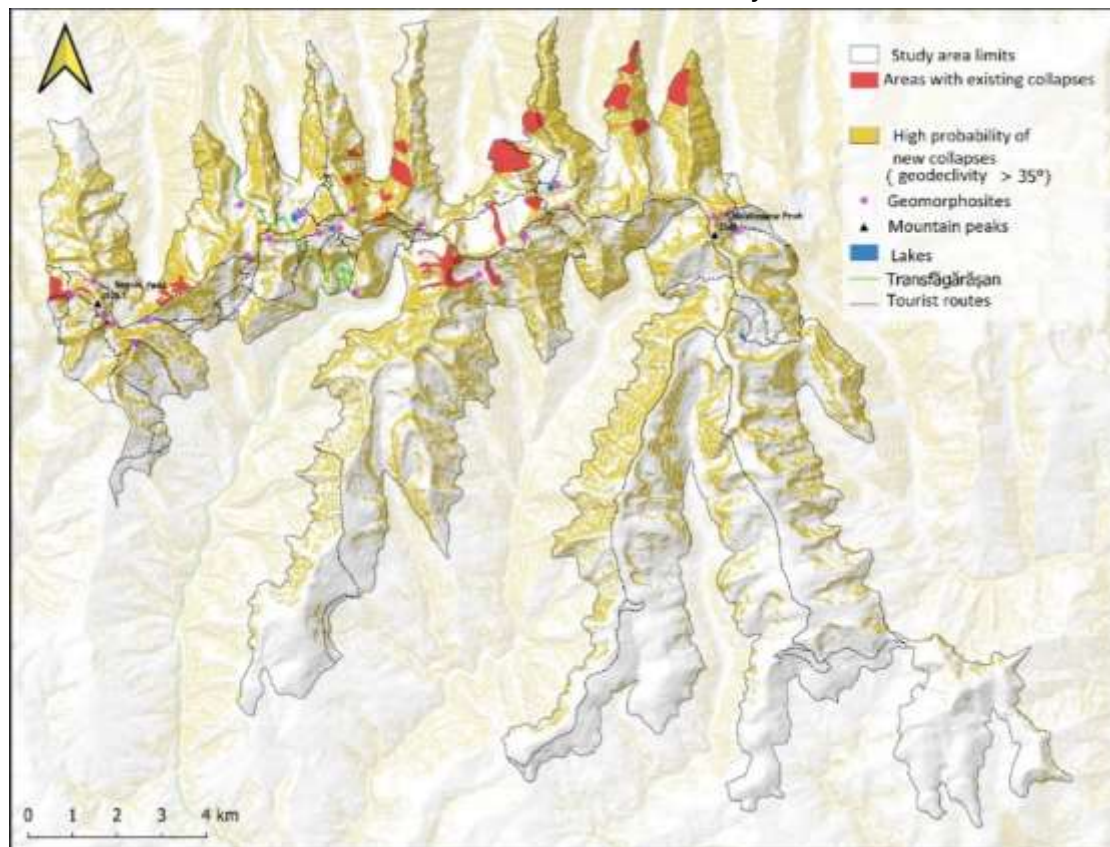 Study area limits
Areas with existing collapses
High probability of
new collapses
( geodeclivity > 35°)
Geomorphosites
Mountain peaks
Lakes
Transfăgărășan
Tourist routes
0 1 2 3 4 km